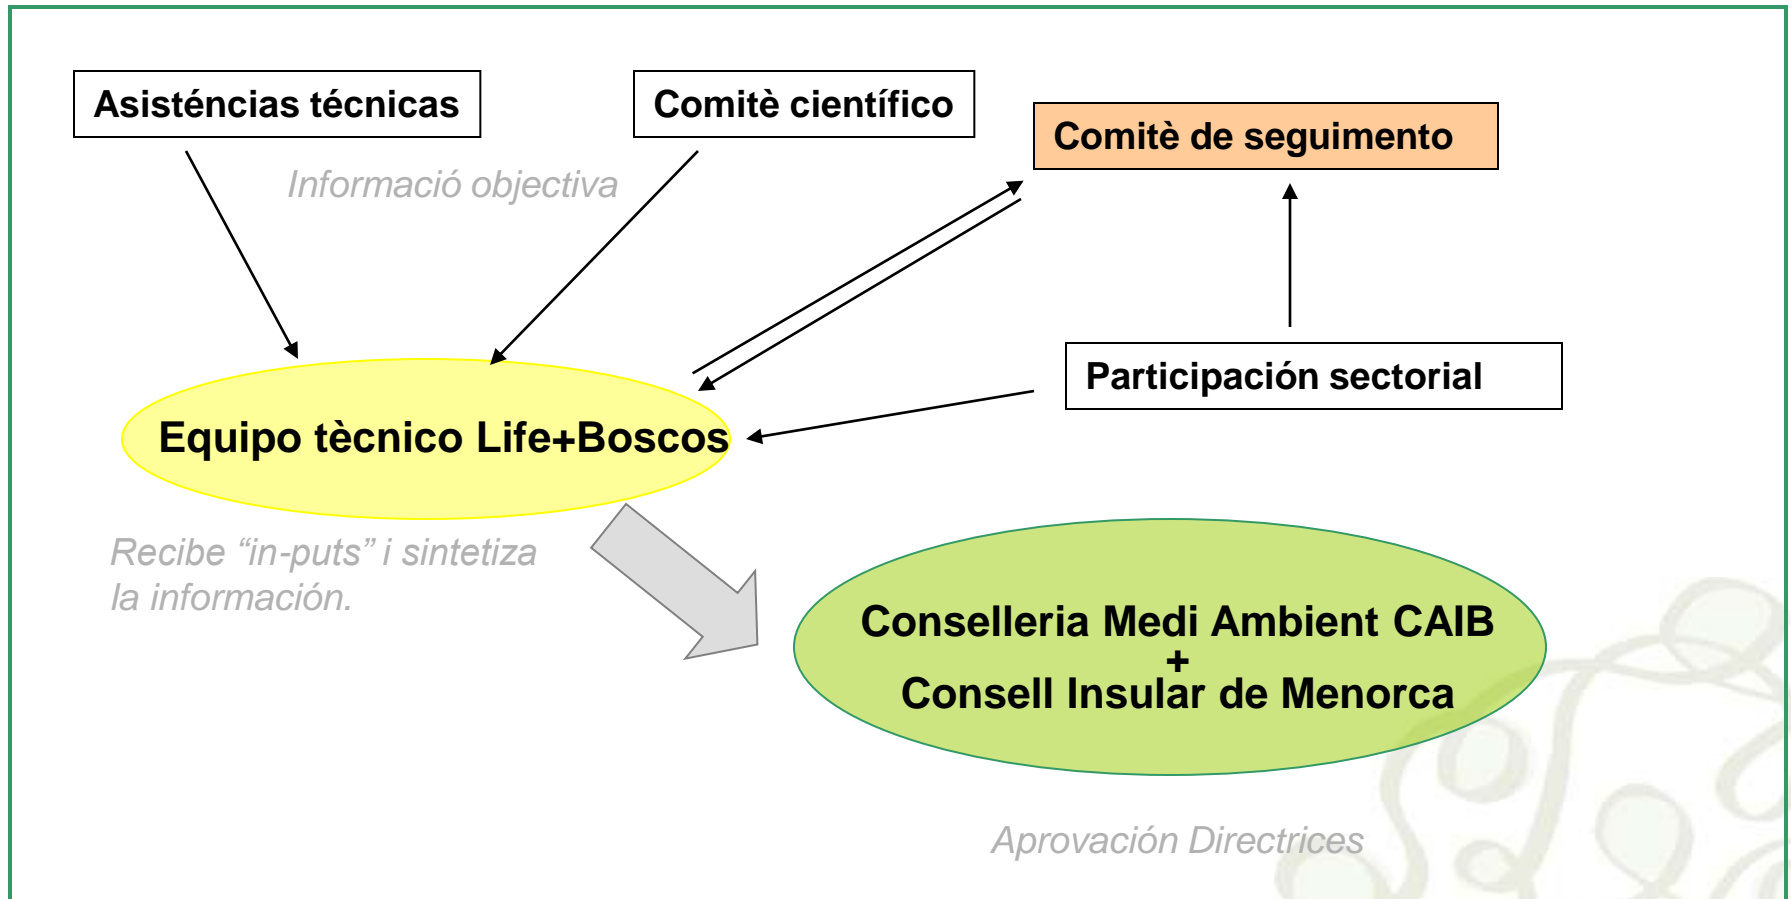 Asisténcias técnicas
Comitè científico
Comitè de seguimento
Informació objectiva
Participación sectorial
Equipo tècnico Life+Boscos
Recibe “in-puts” i sintetiza
la información.
Conselleria Medi Ambient CAIB
+
Consell Insular de Menorca
Aprovaciòn Directrices